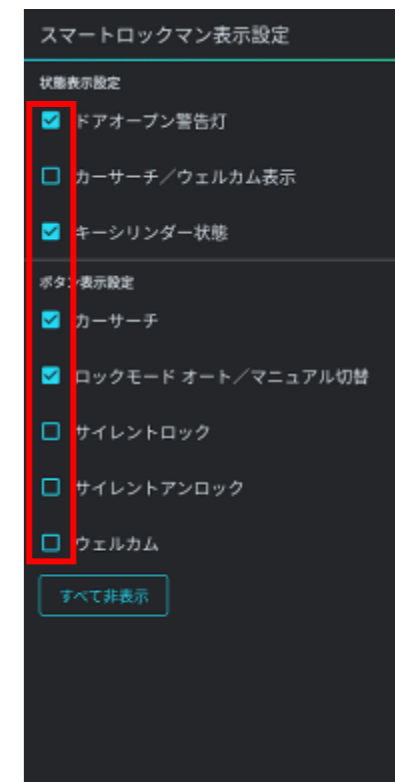 スマートロックマン表示設定
状態表示設定
ドアオープン警告灯
カーサーチ／ウェルカム表示
キーシリンダー状態
ボタン表示設定
カーサーチ
ロックモード オート／マニュアル切替
サイレントロック
サイレントアンロック
ウェルカム
すべて非表示